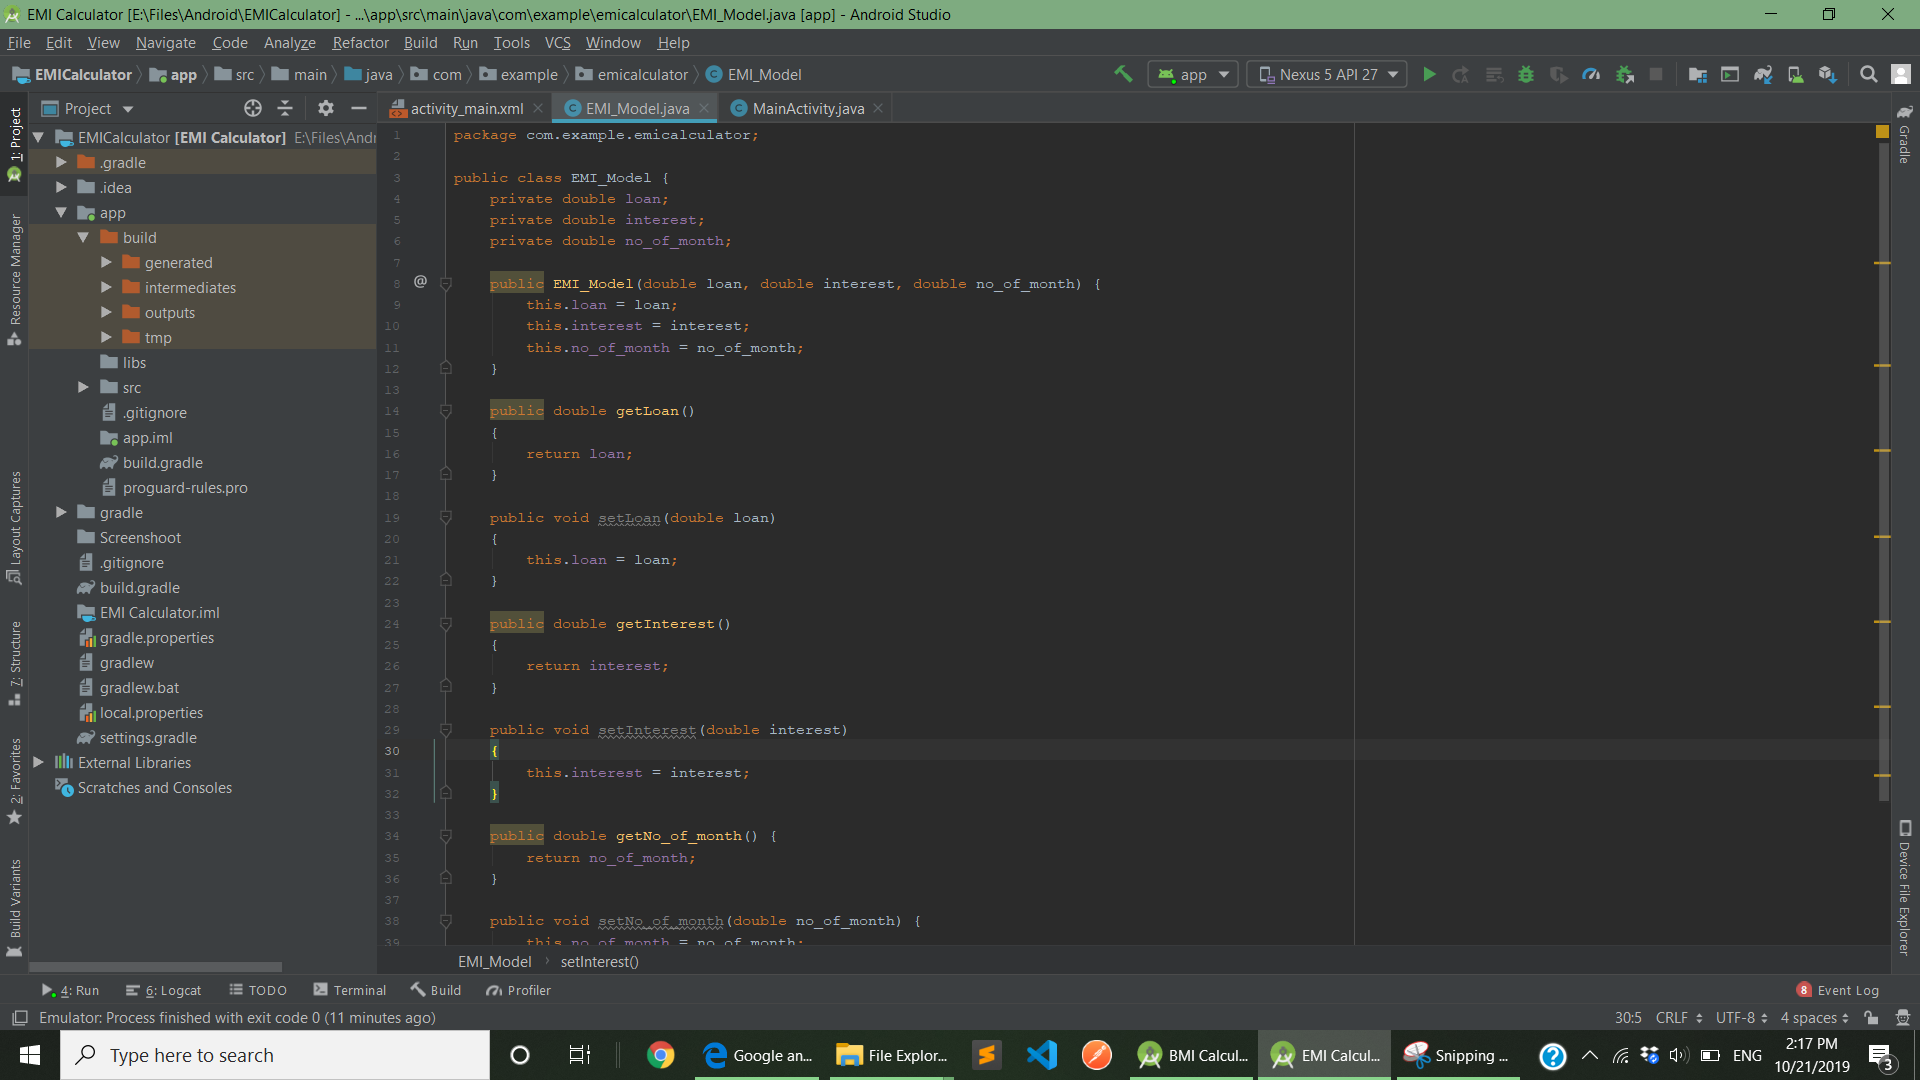 EMI Calculator [E:\Files\Android\EMICalculator] - ...\app\src\main\java\com\example\emicalculator\EMI_Model.java [app] - Android Studio
File Edit View Navigate Code Analyze Refactor Build Run Tools VCS Window Help
EMICalculator app src main java com example emicalculator EMI_Model app Nexus 5 API 27
Project activity_main.xml EMI_Model.java MainActivity.java
1: Project
Resource Manager
Layout Captures
7: Structure
2: Favorites
Build Variants
EMICalculator [EMI Calculator] E:\Files\Andr
.gradle
.idea
app
build
generated
intermediates
outputs
tmp
libs
src
.gitignore
app.iml
build.gradle
proguard-rules.pro
gradle
Screenshoot
.gitignore
build.gradle
EMI Calculator.iml
gradle.properties
gradlew
gradlew.bat
local.properties
settings.gradle
External Libraries
Scratches and Consoles
1 package com.example.emicalculator;
2
3 public class EMI_Model {
4 private double loan;
5 private double interest;
6 private double no_of_month;
7
8 @ public EMI_Model(double loan, double interest, double no_of_month) {
9 this.loan = loan;
10 this.interest = interest;
11 this.no_of_month = no_of_month;
12 }
13
14 public double getLoan()
15 {
16 return loan;
17 }
18
19 public void setLoan(double loan)
20 {
21 this.loan = loan;
22 }
23
24 public double getInterest()
25 {
26 return interest;
27 }
28
29 public void setInterest(double interest)
30 {
31 this.interest = interest;
32 }
33
34 public double getNo_of_month() {
35 return no_of_month;
36 }
37
38 public void setNo_of_month(double no_of_month) {
39 this.no_of_month = no_of_month;
Gradle
Device File Explorer
EMI_Model setInterest()
4: Run 6: Logcat TODO Terminal Build Profiler 8 Event Log
Emulator: Process finished with exit code 0 (11 minutes ago) 30:5 CRLF UTF-8 4 spaces
Type here to search Google an... File Explor... BMI Calcul... EMI Calcul... Snipping ... ENG 2:17 PM
10/21/2019 3